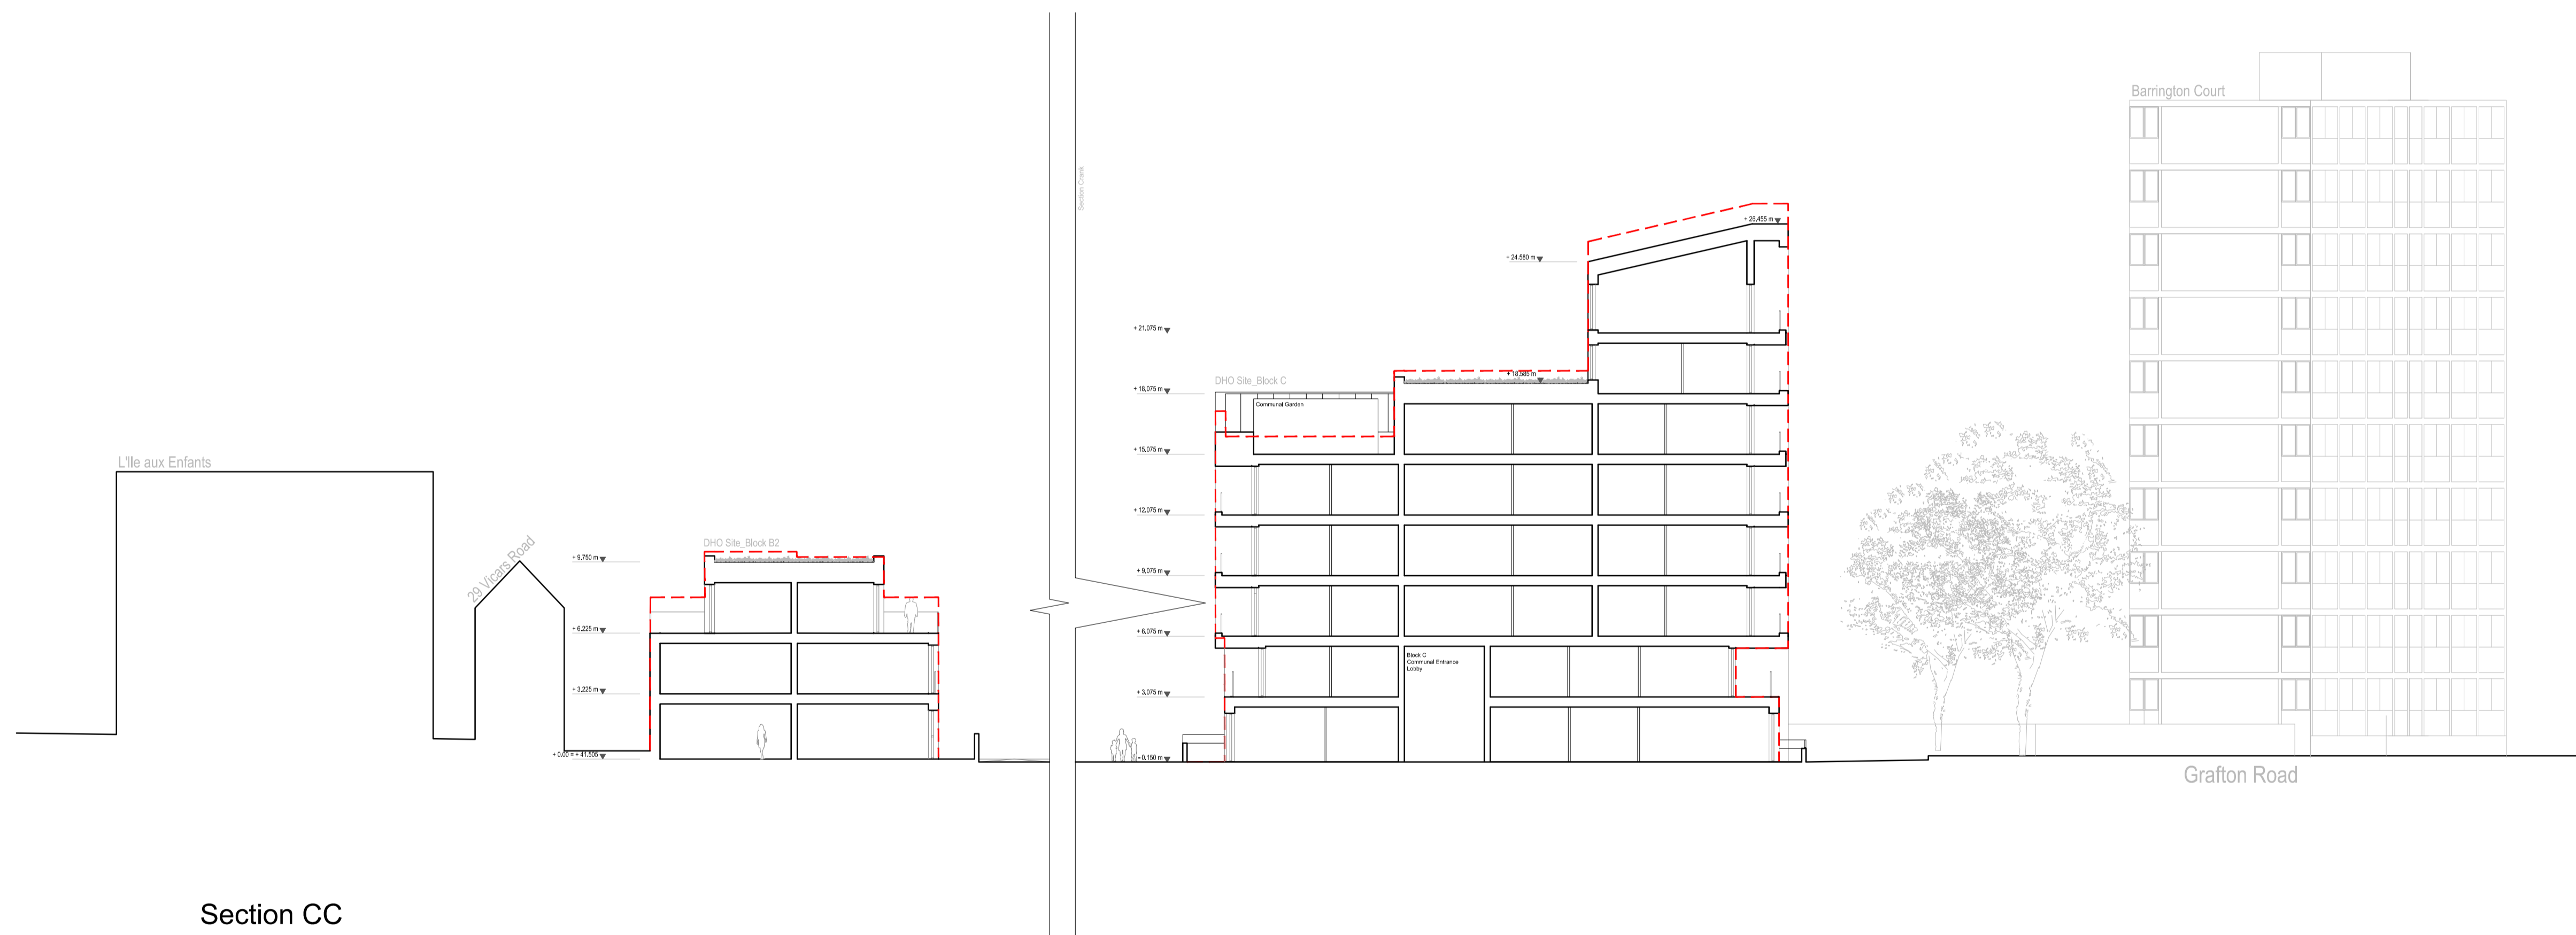 Barrington Court
Section Crank
+ 26.455 m
+ 24.580 m
+ 21.075 m
DHO Site_Block C
+ 18.585 m
+ 18.075 m
Communal Garden
+ 15.075 m
L'Ile aux Enfants
+ 12.075 m
29 Vicars Road
DHO Site_Block B2
+ 9.750 m
+ 9.075 m
+ 6.225 m
+ 6.075 m
Block C
Communal Entrance
Lobby
+ 3.225 m
+ 3.075 m
+ 0.00 = + 41.505
- 0.150 m
Grafton Road
Section CC